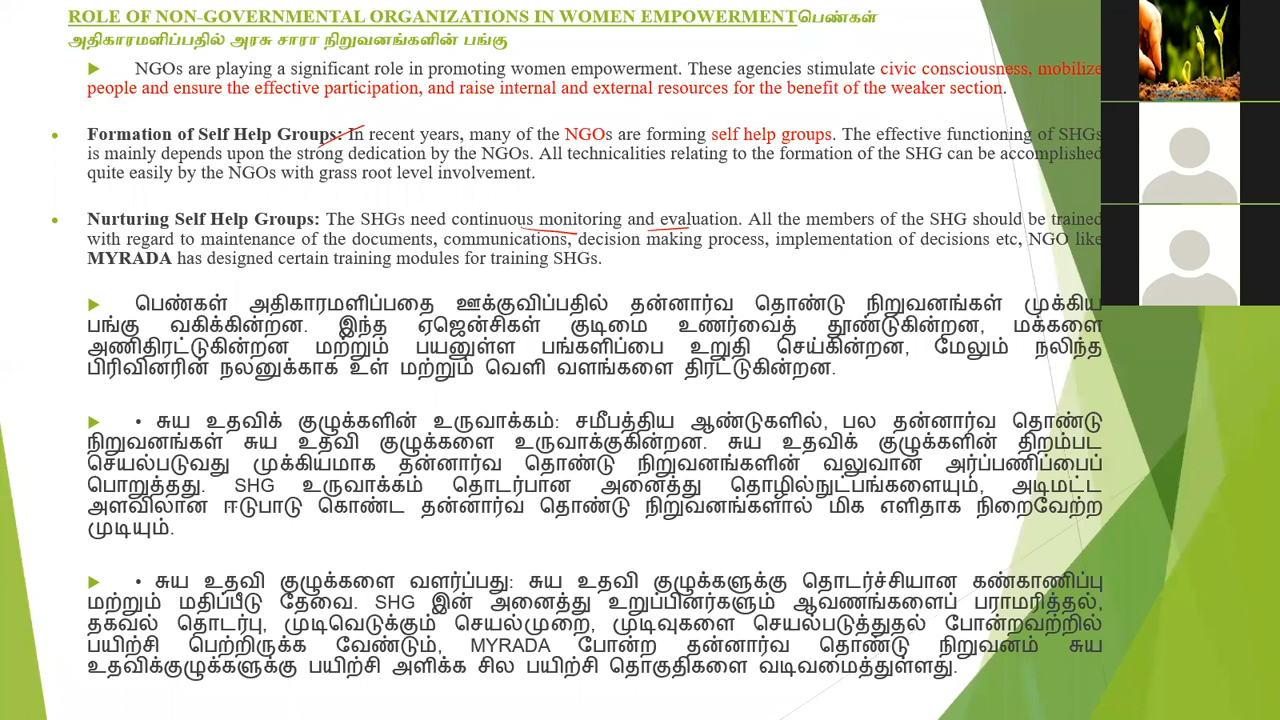 ROLE OF NON-GOVERNMENTAL ORGANIZATIONS IN WOMEN EMPOWERMENTபெண்கள்
அதிகாரமளிப்பதில் அரசு சாரா நிறுவனங்களின் பங்கு
NGOs are playing a significant role in promoting women empowerment. These agencies stimulate civic consciousness, mobilize
people and ensure the effective participation, and raise internal and external resources for the benefit of the weaker section.
• Formation of Self Help Groups: In recent years, many of the NGOs are forming self help groups. The effective functioning of SHGs
is mainly depends upon the strong dedication by the NGOs. All technicalities relating to the formation of the SHG can be accomplished
quite easily by the NGOs with grass root level involvement.
• Nurturing Self Help Groups: The SHGs need continuous monitoring and evaluation. All the members of the SHG should be trained
with regard to maintenance of the documents, communications, decision making process, implementation of decisions etc, NGO like
MYRADA has designed certain training modules for training SHGs.
பெண்கள் அதிகாரமளிப்பதை ஊக்குவிப்பதில் தன்னார்வ தொண்டு நிறுவனங்கள் முக்கிய
பங்கு வகிக்கின்றன. இந்த ஏஜென்சிகள் குடிமை உணர்வைத் தூண்டுகின்றன, மக்களை
அணிதிரட்டுகின்றன மற்றும் பயனுள்ள பங்களிப்பை உறுதி செய்கின்றன, மேலும் நலிந்த
பிரிவினரின் நலனுக்காக உள் மற்றும் வெளி வளங்களை திரட்டுகின்றன.
• சுய உதவிக் குழுக்களின் உருவாக்கம்: சமீபத்திய ஆண்டுகளில், பல தன்னார்வ தொண்டு
நிறுவனங்கள் சுய உதவி குழுக்களை உருவாக்குகின்றன. சுய உதவிக் குழுக்களின் திறம்பட
செயல்படுவது முக்கியமாக தன்னார்வ தொண்டு நிறுவனங்களின் வலுவான அர்ப்பணிப்பைப்
பொறுத்தது. SHG உருவாக்கம் தொடர்பான அனைத்து தொழில்நுட்பங்களையும், அடிமட்ட
அளவிலான ஈடுபாடு கொண்ட தன்னார்வ தொண்டு நிறுவனங்களால் மிக எளிதாக நிறைவேற்ற
முடியும்.
• சுய உதவி குழுக்களை வளர்ப்பது: சுய உதவி குழுக்களுக்கு தொடர்ச்சியான கண்காணிப்பு
மற்றும் மதிப்பீடு தேவை. SHG இன் அனைத்து உறுப்பினர்களும் ஆவணங்களைப் பராமரித்தல்,
தகவல் தொடர்பு, முடிவெடுக்கும் செயல்முறை, முடிவுகளை செயல்படுத்துதல் போன்றவற்றில்
பயிற்சி பெற்றிருக்க வேண்டும், MYRADA போன்ற தன்னார்வ தொண்டு நிறுவனம் சுய
உதவிக்குழுக்களுக்கு பயிற்சி அளிக்க சில பயிற்சி தொகுதிகளை வடிவமைத்துள்ளது.